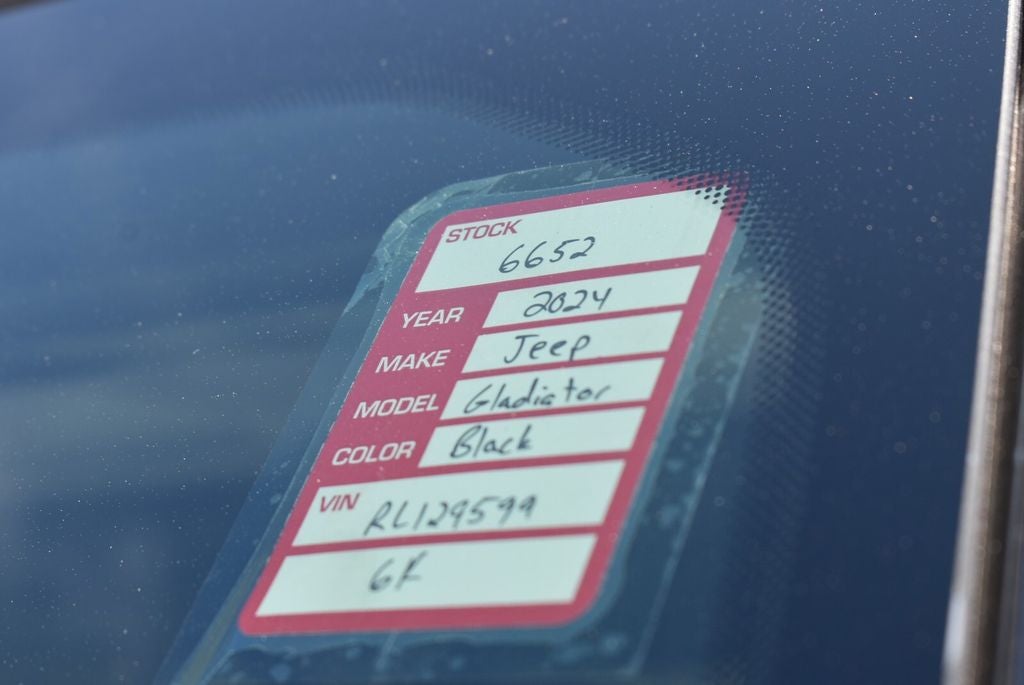 STOCK
6652
YEAR 2024
MAKE Jeep
MODEL Gladiator
COLOR Black
VIN RL129599
6K